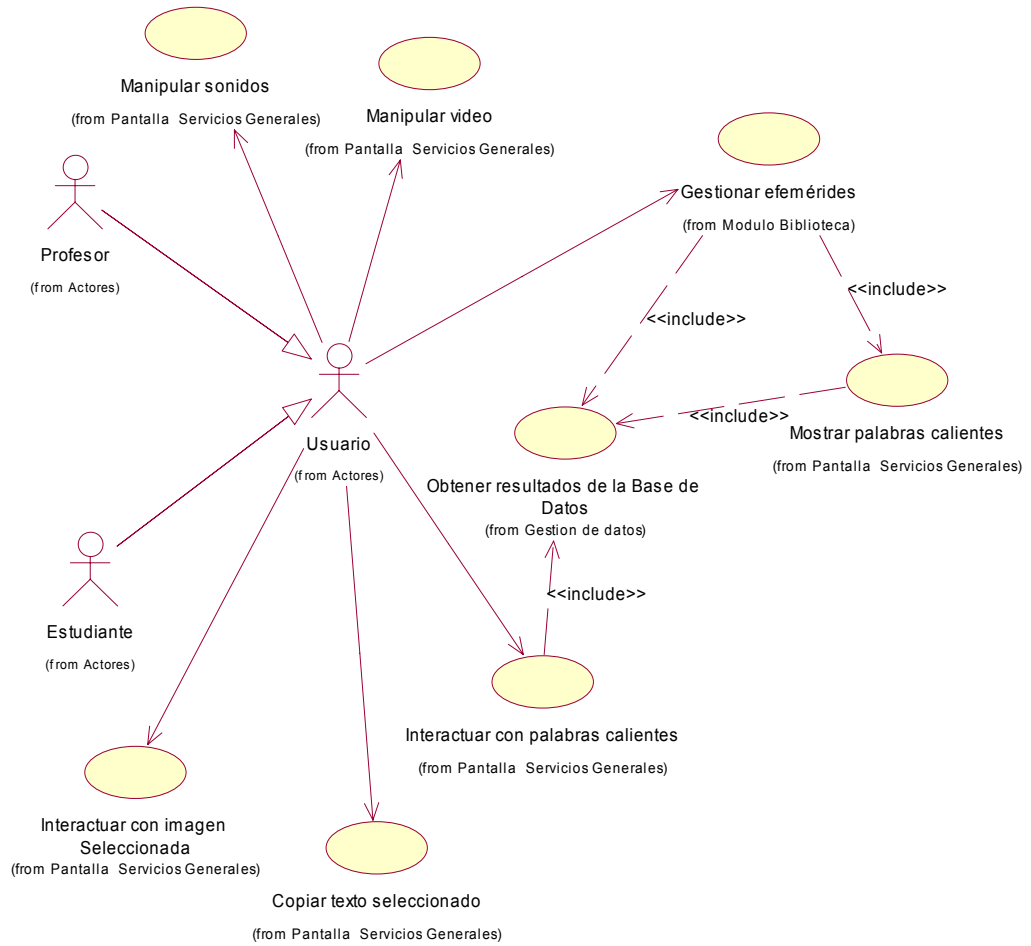 Manipular sonidos
(from Pantalla Servicios Generales)
Manipular video
(from Pantalla Servicios Generales)
Gestionar efemérides
(from Modulo Biblioteca)
Profesor
(from Actores)
<<include>>
<<include>>
<<include>>
Mostrar palabras calientes
(from Pantalla Servicios Generales)
Usuario
(from Actores)
Obtener resultados de la Base de
Datos
(from Gestion de datos)
<<include>>
Estudiante
(from Actores)
Interactuar con palabras calientes
(from Pantalla Servicios Generales)
Interactuar con imagen
Seleccionada
(from Pantalla Servicios Generales)
Copiar texto seleccionado
(from Pantalla Servicios Generales)